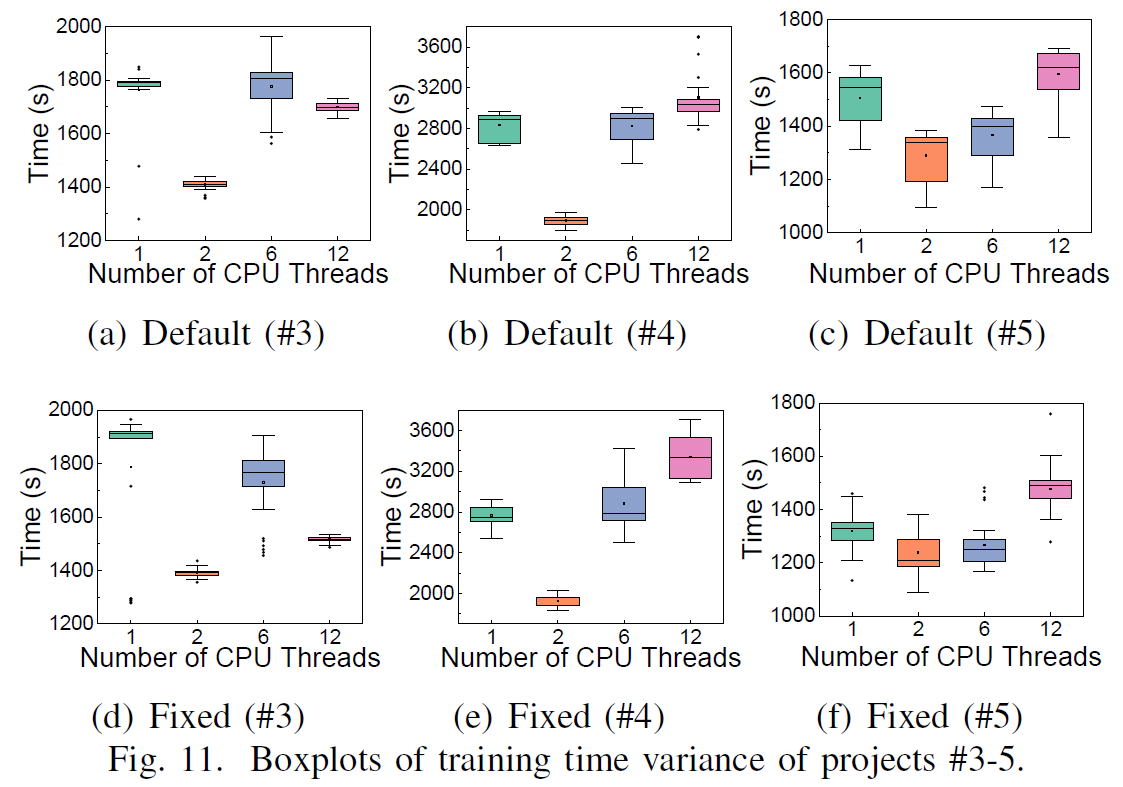 2000
1800
1600
1400
1200
Time (s)
1 2 6 12
Number of CPU Threads
(a) Default (#3)
3600
2800
2000
Time (s)
1 2 6 12
Number of CPU Threads
(b) Default (#4)
1800
1600
1400
1200
1000
Time (s)
1 2 6 12
Number of CPU Threads
(c) Default (#5)
2000
1800
1600
1400
1200
Time (s)
1 2 6 12
Number of CPU Threads
(d) Fixed (#3)
3600
3200
2800
2400
2000
Time (s)
1 2 6 12
Number of CPU Threads
(e) Fixed (#4)
1800
1600
1400
1200
1000
Time (s)
1 2 6 12
Number of CPU Threads
(f) Fixed (#5)
Fig. 11. Boxplots of training time variance of projects #3-5.